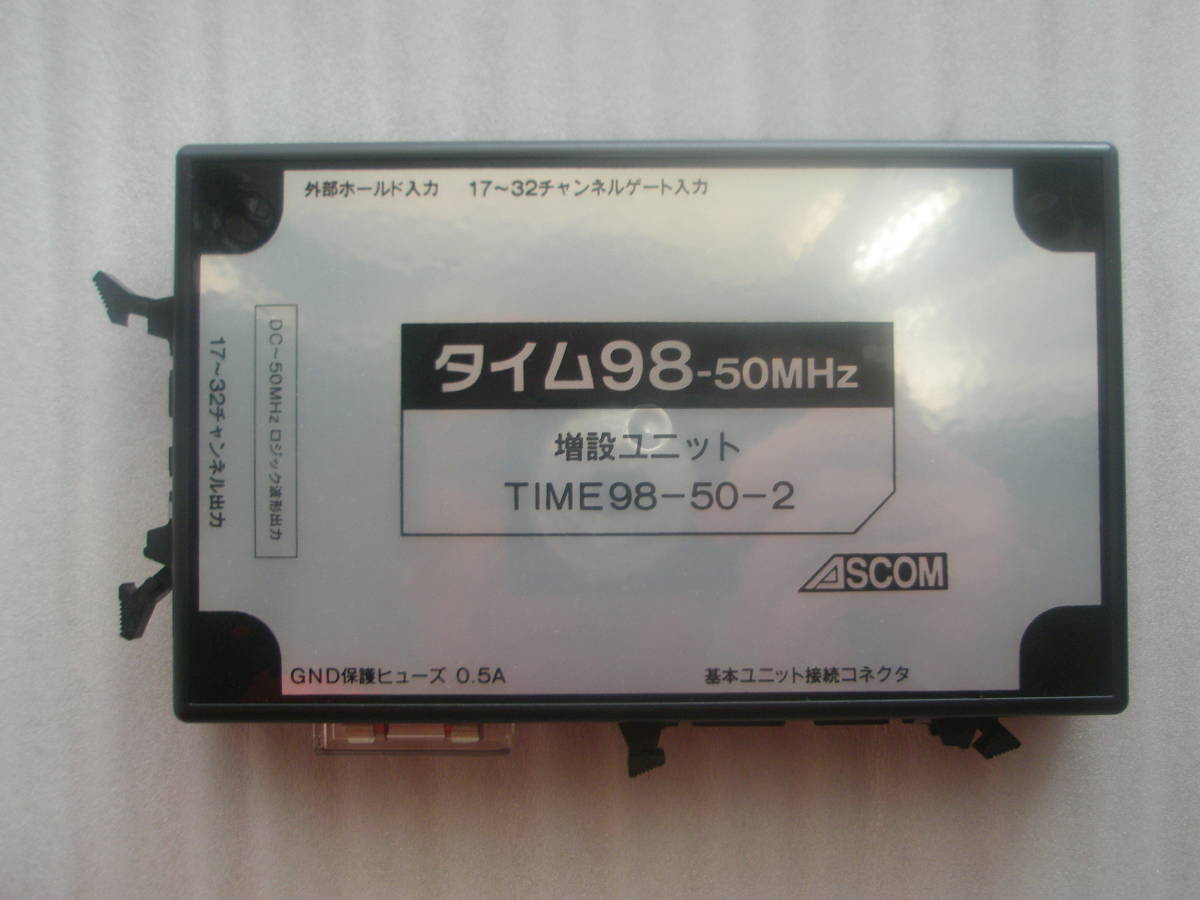 外部ホールド入力 17～32チャンネルゲート入力
17～32チャンネル出力
DC～50MHz ロジック波形出力
タイム98-50MHz
増設ユニット
TIME98-50-2
ASCOM
GND保護ヒューズ 0.5A
基本ユニット接続コネクタ